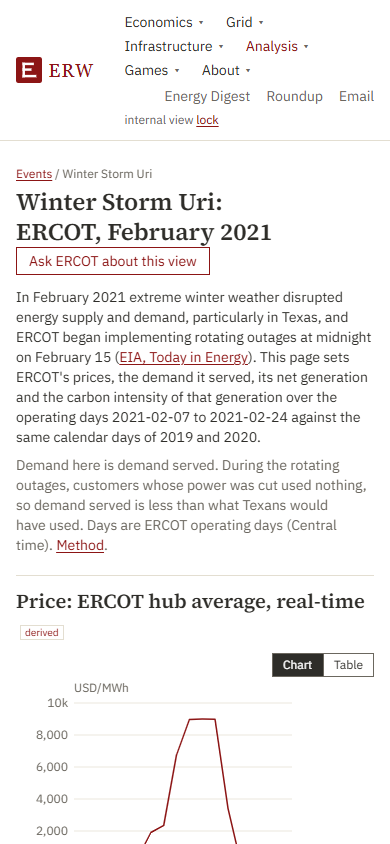 Economics
Grid
Infrastructure
Analysis
E ERW
Games
About
Energy Digest
Roundup
Email
internal view lock
Events / Winter Storm Uri
Winter Storm Uri:
ERCOT, February 2021
Ask ERCOT about this view
In February 2021 extreme winter weather disrupted
energy supply and demand, particularly in Texas, and
ERCOT began implementing rotating outages at midnight
on February 15 (EIA, Today in Energy). This page sets
ERCOT's prices, the demand it served, its net generation
and the carbon intensity of that generation over the
operating days 2021-02-07 to 2021-02-24 against the
same calendar days of 2019 and 2020.
Demand here is demand served. During the rotating
outages, customers whose power was cut used nothing,
so demand served is less than what Texans would
have used. Days are ERCOT operating days (Central
time). Method.
Price: ERCOT hub average, real-time
derived
Chart
Table
USD/MWh
10k
8,000
6,000
4,000
2,000